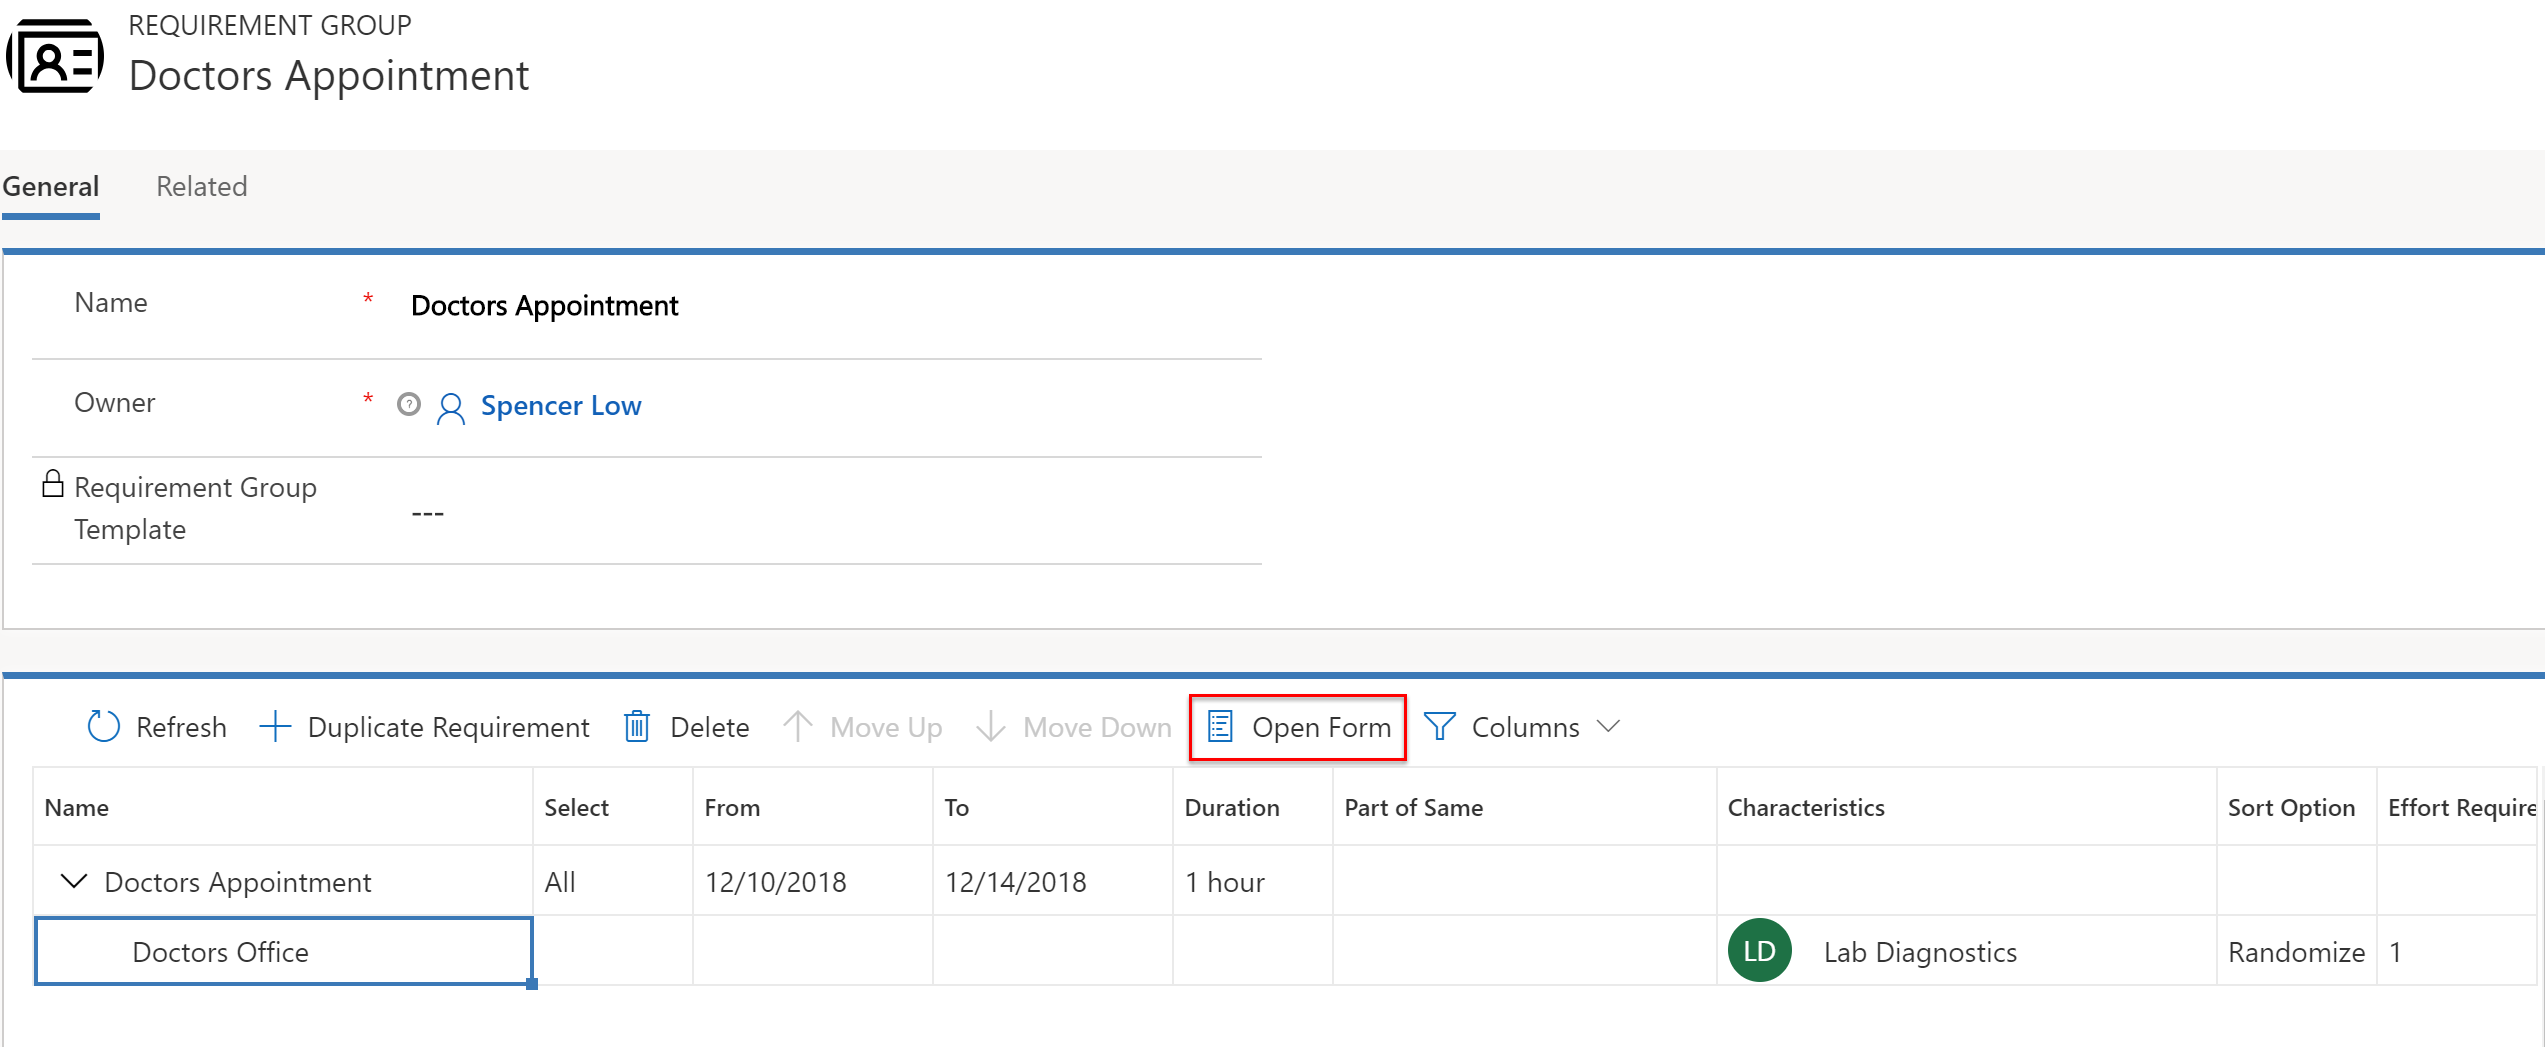 REQUIREMENT GROUP
Doctors Appointment
General Related
Name * Doctors Appointment
Owner * Spencer Low
Requirement Group
Template
---
Refresh Duplicate Requirement Delete Move Up Move Down Open Form Columns
Name Select From To Duration Part of Same Characteristics Sort Option Effort Require
Doctors Appointment All 12/10/2018 12/14/2018 1 hour
Doctors Office LD Lab Diagnostics Randomize 1